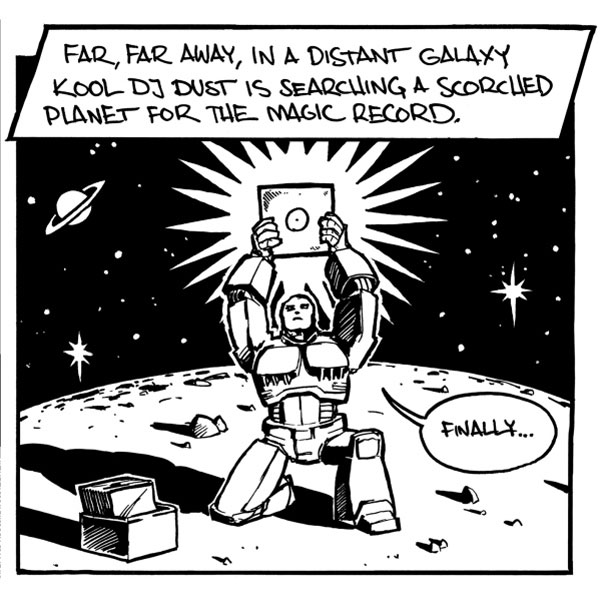 FAR, FAR AWAY, IN A DISTANT GALAXY
KOOL DJ DUST IS SEARCHING A SCORCHED
PLANET FOR THE MAGIC RECORD.
FINALLY...